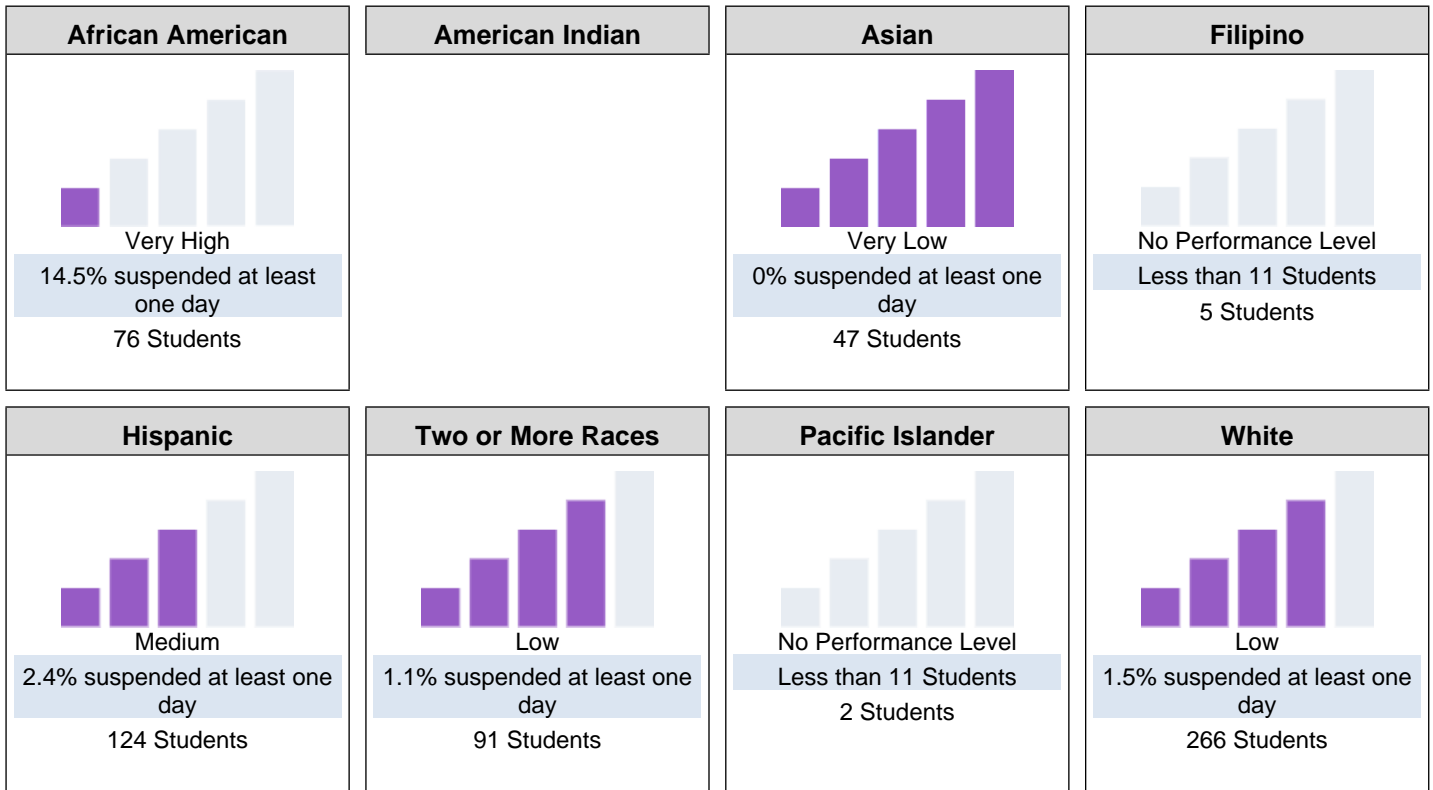 African American
American Indian
Asian
Filipino
Very High
14.5% suspended at least
one day
76 Students
Very Low
0% suspended at least one
day
47 Students
No Performance Level
Less than 11 Students
5 Students
Hispanic
Two or More Races
Pacific Islander
White
Medium
2.4% suspended at least one
day
124 Students
Low
1.1% suspended at least one
day
91 Students
No Performance Level
Less than 11 Students
2 Students
Low
1.5% suspended at least one
day
266 Students